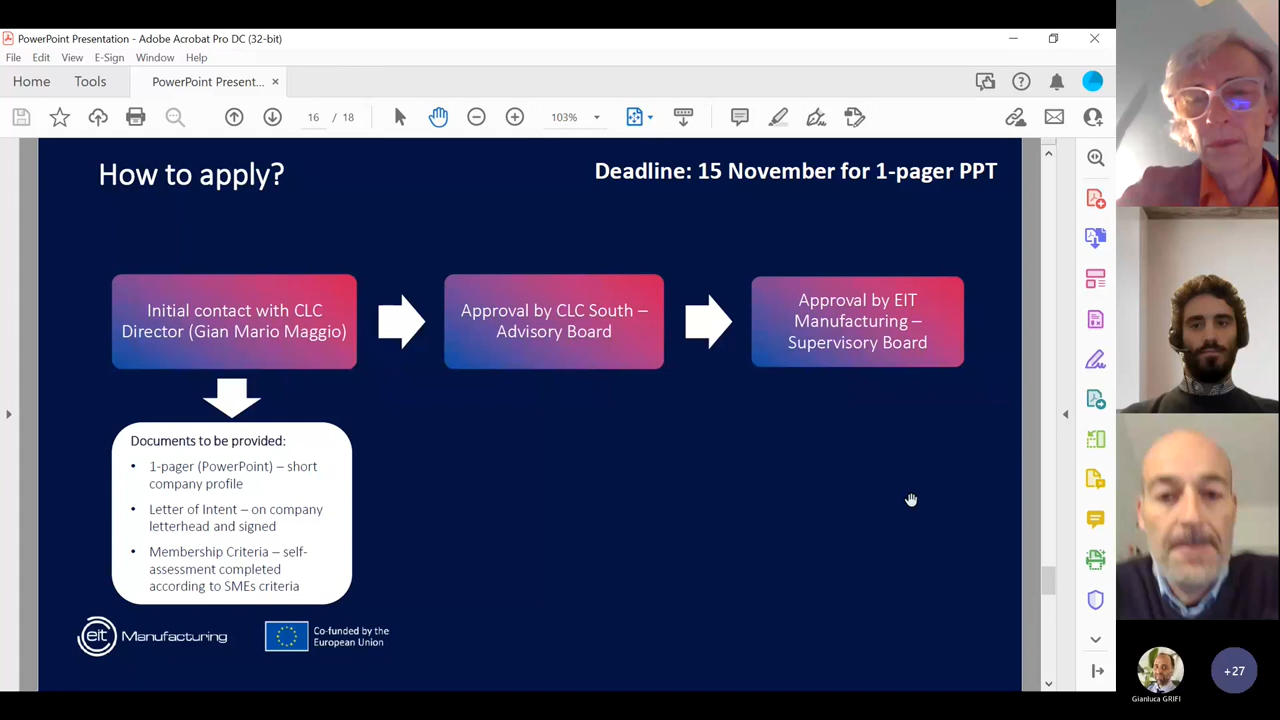 PowerPoint Presentation - Adobe Acrobat Pro DC (32-bit)
File Edit View E-Sign Window Help
Home Tools PowerPoint Present... ×
16 / 18 103%
How to apply?
Deadline: 15 November for 1-pager PPT
Initial contact with CLC
Director (Gian Mario Maggio)
Approval by CLC South –
Advisory Board
Approval by EIT
Manufacturing –
Supervisory Board
Documents to be provided:
• 1-pager (PowerPoint) – short
company profile
• Letter of Intent – on company
letterhead and signed
• Membership Criteria – self-
assessment completed
according to SMEs criteria
eit Manufacturing
Co-funded by the
European Union
+27
Gianluca GRIFI